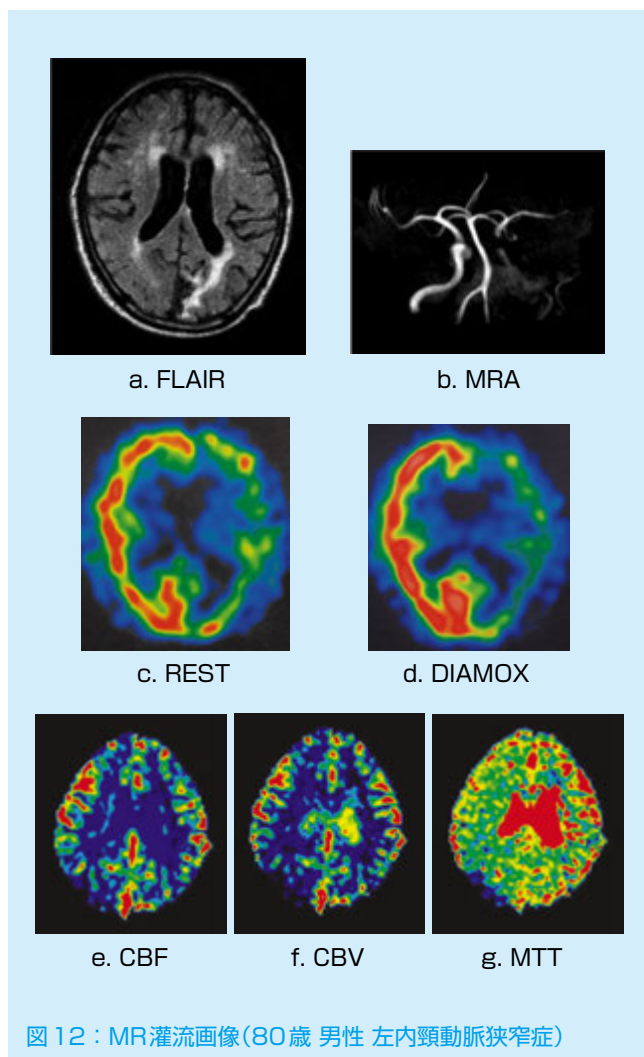 a. FLAIR
b. MRA
c. REST
d. DIAMOX
e. CBF
f. CBV
g. MTT
図12：MR灌流画像（80歳 男性 左内頸動脈狭窄症）